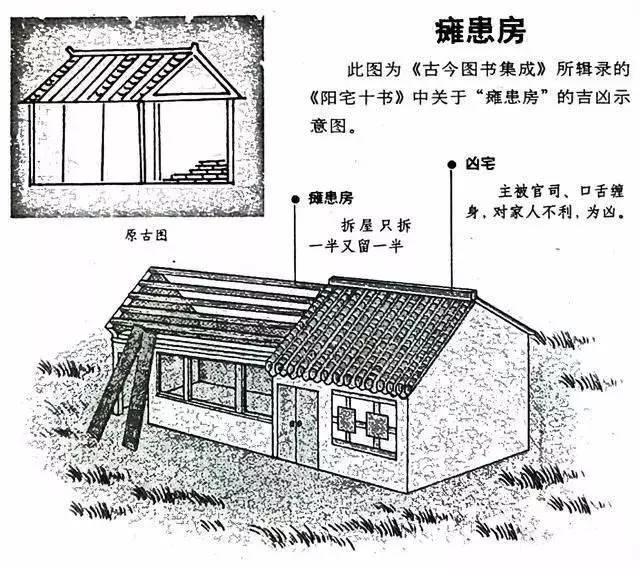 瘫患房
此图为《古今图书集成》所辑录的
《阳宅十书》中关于“瘫患房”的吉凶示
意图。
原古图
瘫患房
拆屋只拆
一半又留一半
凶宅
主被官司、口舌缠
身,对家人不利,为凶。